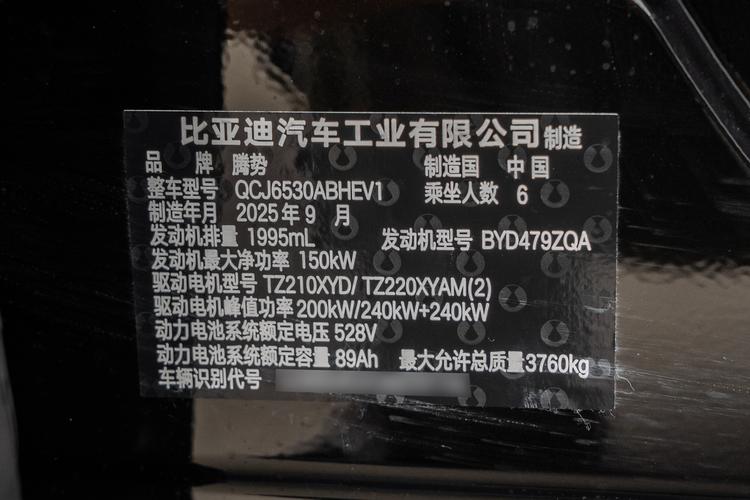 比亚迪汽车工业有限公司制造
品 牌 腾势 制造国 中国
整车型号 QCJ6530ABHEV1 乘坐人数 6
制造年月 2025年9 月
发动机排量 1995mL 发动机型号 BYD479ZQA
发动机最大净功率 150kW
驱动电机型号 TZ210XYD/ TZ220XYAM(2)
驱动电机峰值功率 200kW/240kW+240kW
动力电池系统额定电压 528V
动力电池系统额定容量 89Ah 最大允许总质量3760kg
车辆识别代号